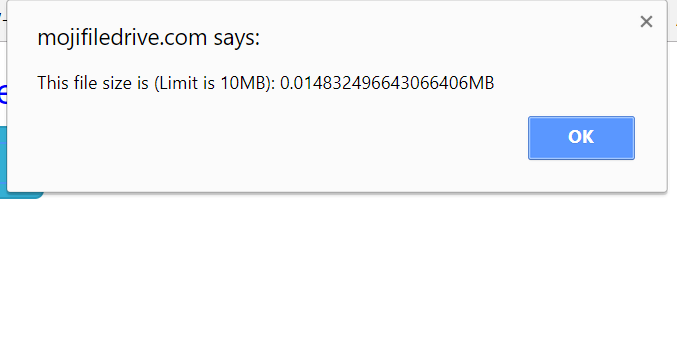 mojifiledrive.com says:
This file size is (Limit is 10MB): 0.014832496643066406MB
OK